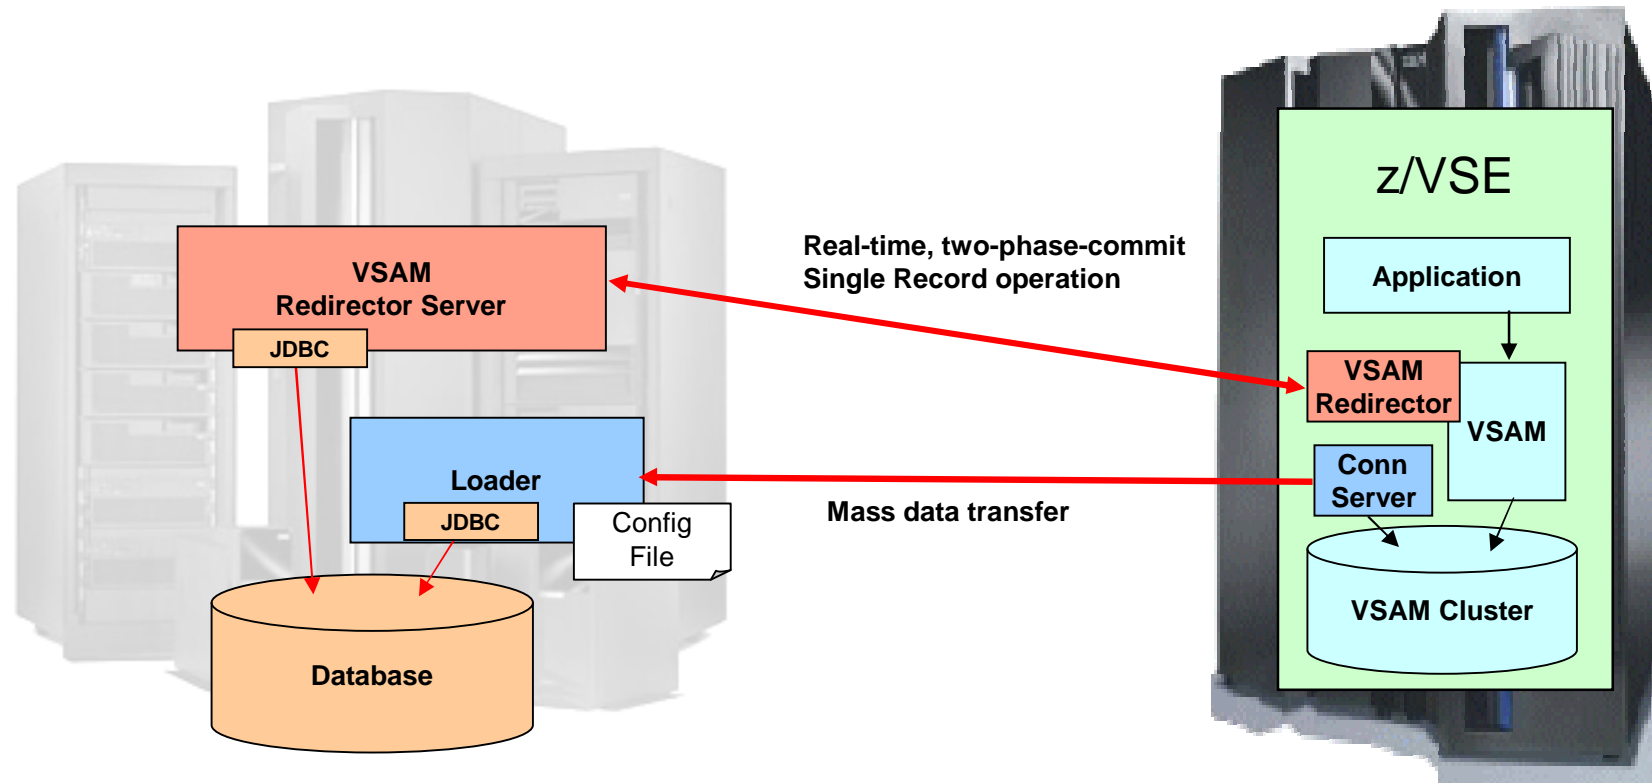 z/VSE
Real-time, two-phase-commit
Single Record operation
VSAM
Redirector Server
JDBC
Application
VSAM
Redirector
VSAM
Loader
JDBC
Config
File
Mass data transfer
Conn
Server
VSAM Cluster
Database